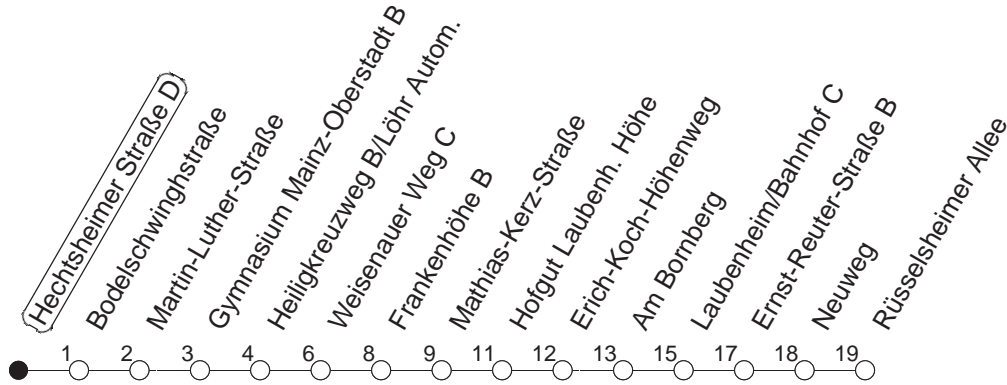 Hechtsheimer Straße D
Bodelschwinghstraße
Martin-Luther-Straße
Gymnasium Mainz-Oberstadt B
Heiligkreuzweg B/Löhr Autom.
Weisenauer Weg C
Frankenhöhe B
Mathias-Kerz-Straße
Hofgut Laubenh. Höhe
Erich-Koch-Höhenweg
Am Bornberg
Laubenheim/Bahnhof C
Ernst-Reuter-Straße B
Neuweg
Rüsselsheimer Allee
1 2 3 4 6 8 9 11 12 13 15 17 18 19